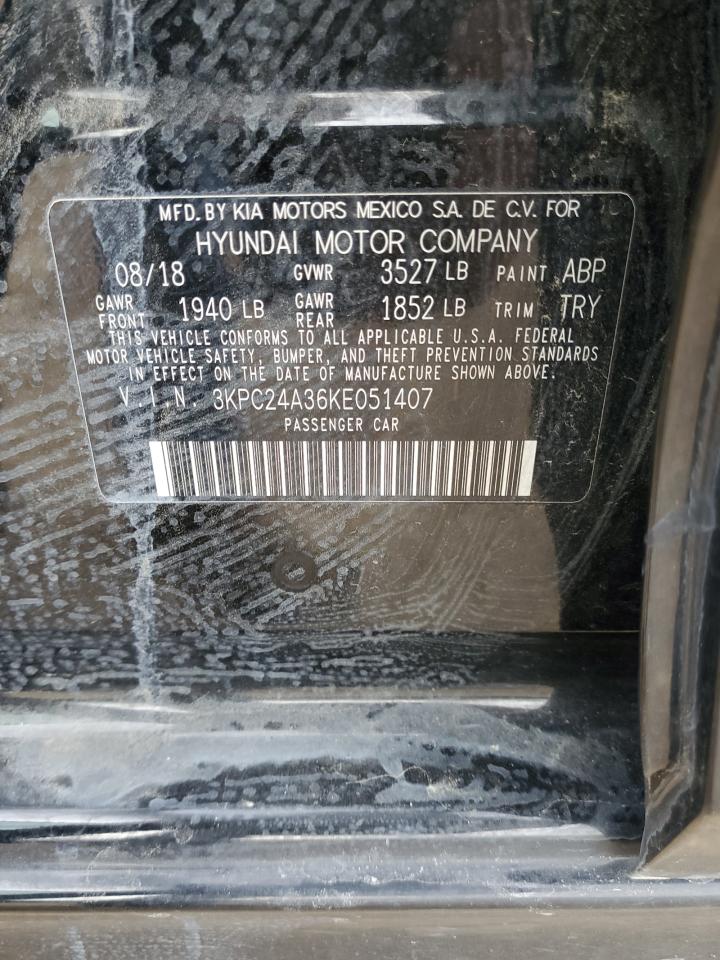 MFD. BY KIA MOTORS MEXICO S.A. DE C.V. FOR
HYUNDAI MOTOR COMPANY
08/18 GVWR 3527 LB PAINT ABP
GAWR FRONT 1940 LB GAWR REAR 1852 LB TRIM TRY
THIS VEHICLE CONFORMS TO ALL APPLICABLE U.S.A. FEDERAL
MOTOR VEHICLE SAFETY, BUMPER, AND THEFT PREVENTION STANDARDS
IN EFFECT ON THE DATE OF MANUFACTURE SHOWN ABOVE.
V. I. N. 3KPC24A36KE051407
PASSENGER CAR